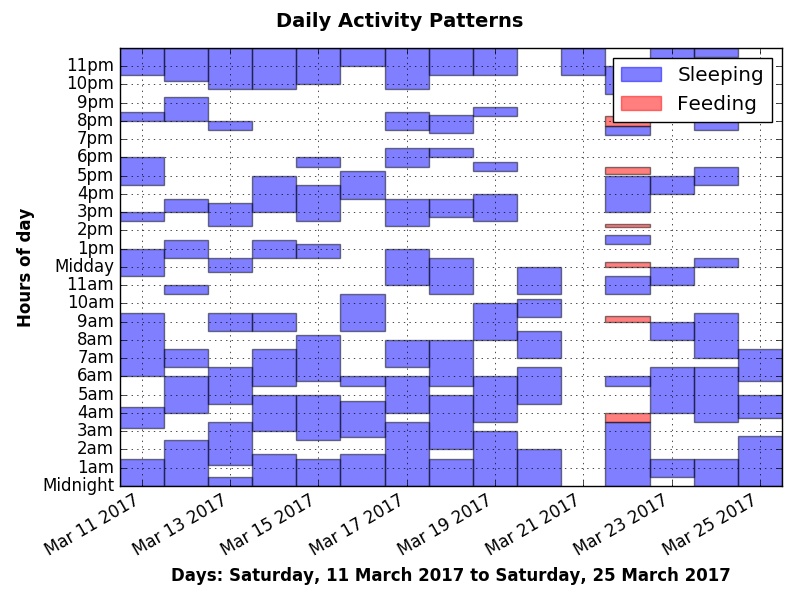 Daily Activity Patterns
Sleeping
Feeding
Hours of day
11pm
10pm
9pm
8pm
7pm
6pm
5pm
4pm
3pm
2pm
1pm
Midday
11am
10am
9am
8am
7am
6am
5am
4am
3am
2am
1am
Midnight
Mar 11 2017
Mar 13 2017
Mar 15 2017
Mar 17 2017
Mar 19 2017
Mar 21 2017
Mar 23 2017
Mar 25 2017
Days: Saturday, 11 March 2017 to Saturday, 25 March 2017